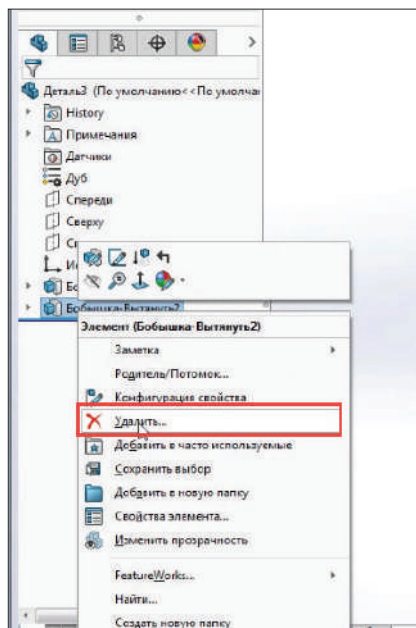 Деталь3 (По умолчанию<<По умолча
History
Примечания
Датчики
Дуб
Спереди
Сверху
Бобышка-Вытянуть2
Элемент (Бобышка-Вытянуть2)
Заметка
Родитель/Потомок...
Конфигурация свойства
Удалить...
Добавить в часто используемые
Сохранить выбор
Добавить в новую папку
Свойства элемента...
Изменить прозрачность
FeatureWorks...
Найти...
Создать новую папку